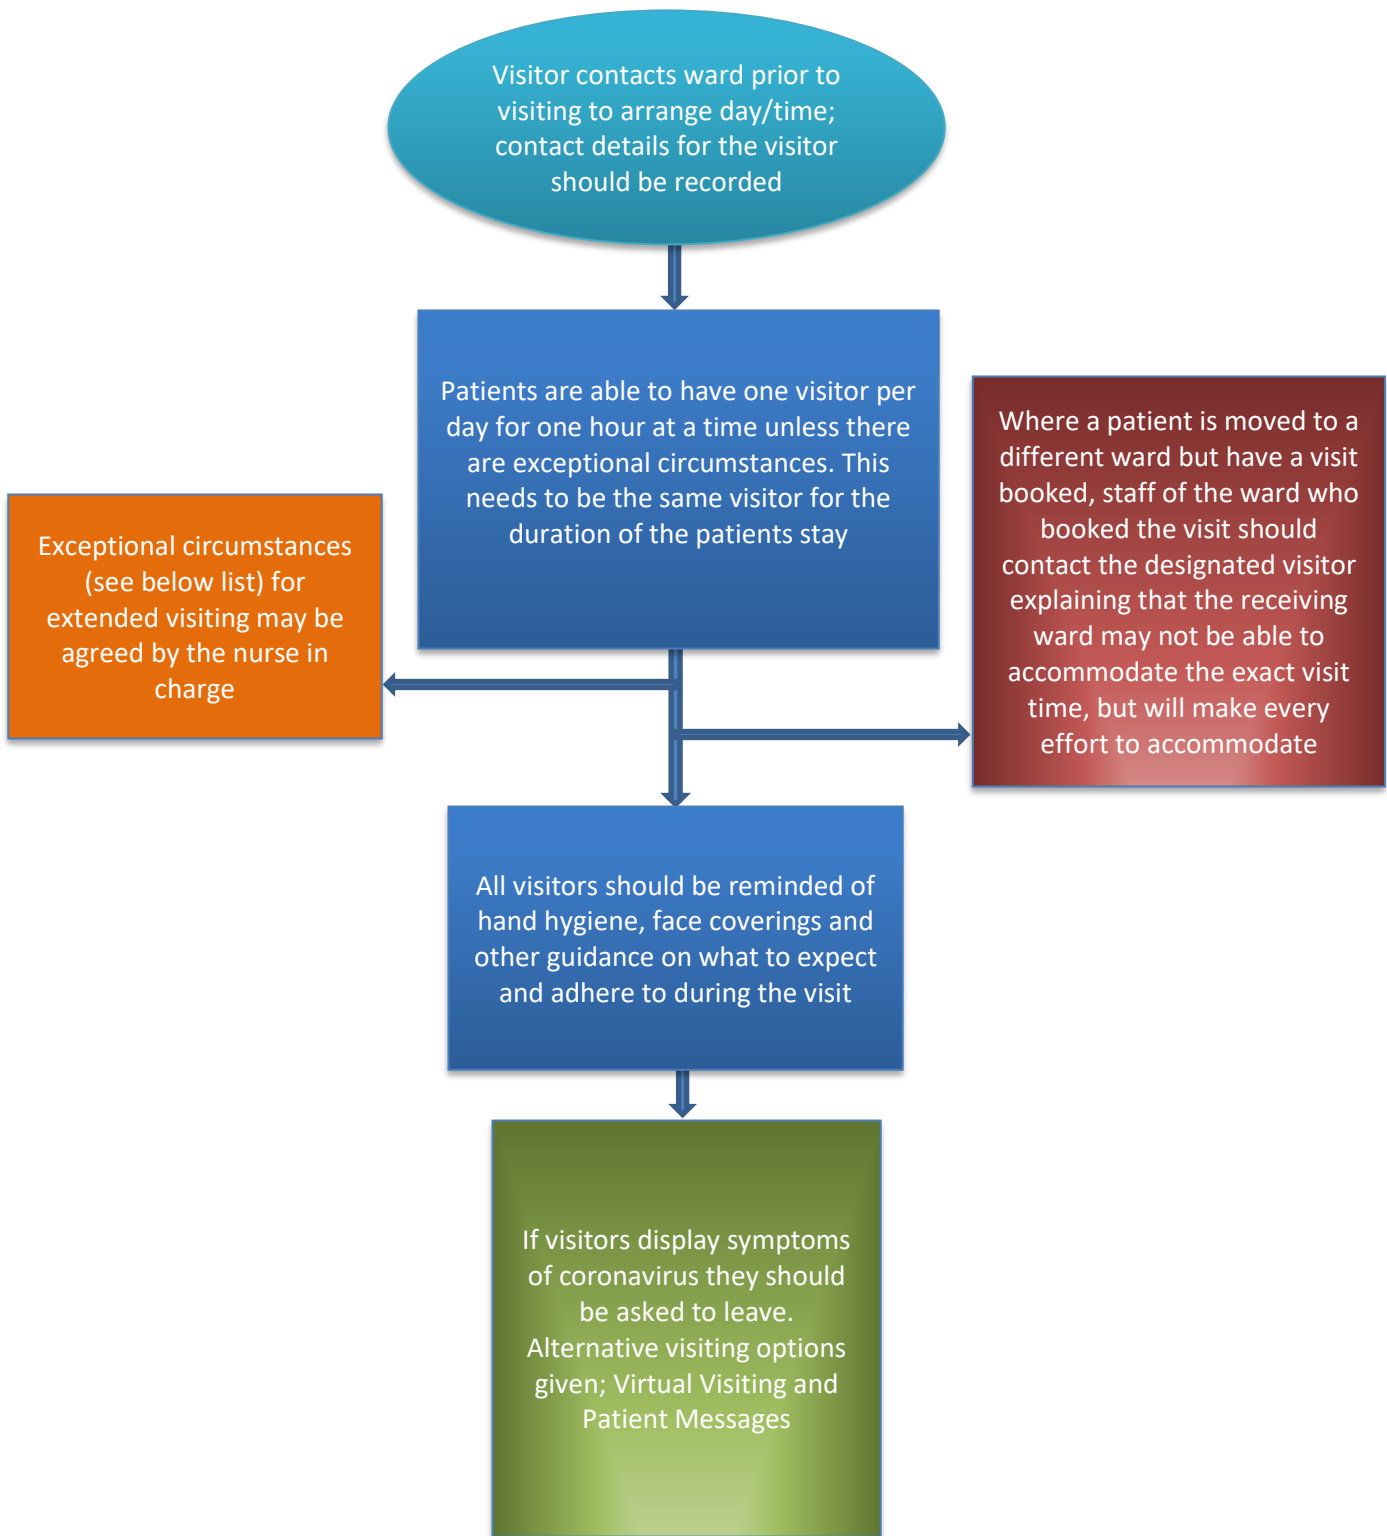 Visitor contacts ward prior to
visiting to arrange day/time;
contact details for the visitor
should be recorded
Patients are able to have one visitor per
day for one hour at a time unless there
are exceptional circumstances. This
needs to be the same visitor for the
duration of the patients stay
Exceptional circumstances
(see below list) for
extended visiting may be
agreed by the nurse in
charge
Where a patient is moved to a
different ward but have a visit
booked, staff of the ward who
booked the visit should
contact the designated visitor
explaining that the receiving
ward may not be able to
accommodate the exact visit
time, but will make every
effort to accommodate
All visitors should be reminded of
hand hygiene, face coverings and
other guidance on what to expect
and adhere to during the visit
If visitors display symptoms
of coronavirus they should
be asked to leave.
Alternative visiting options
given; Virtual Visiting and
Patient Messages